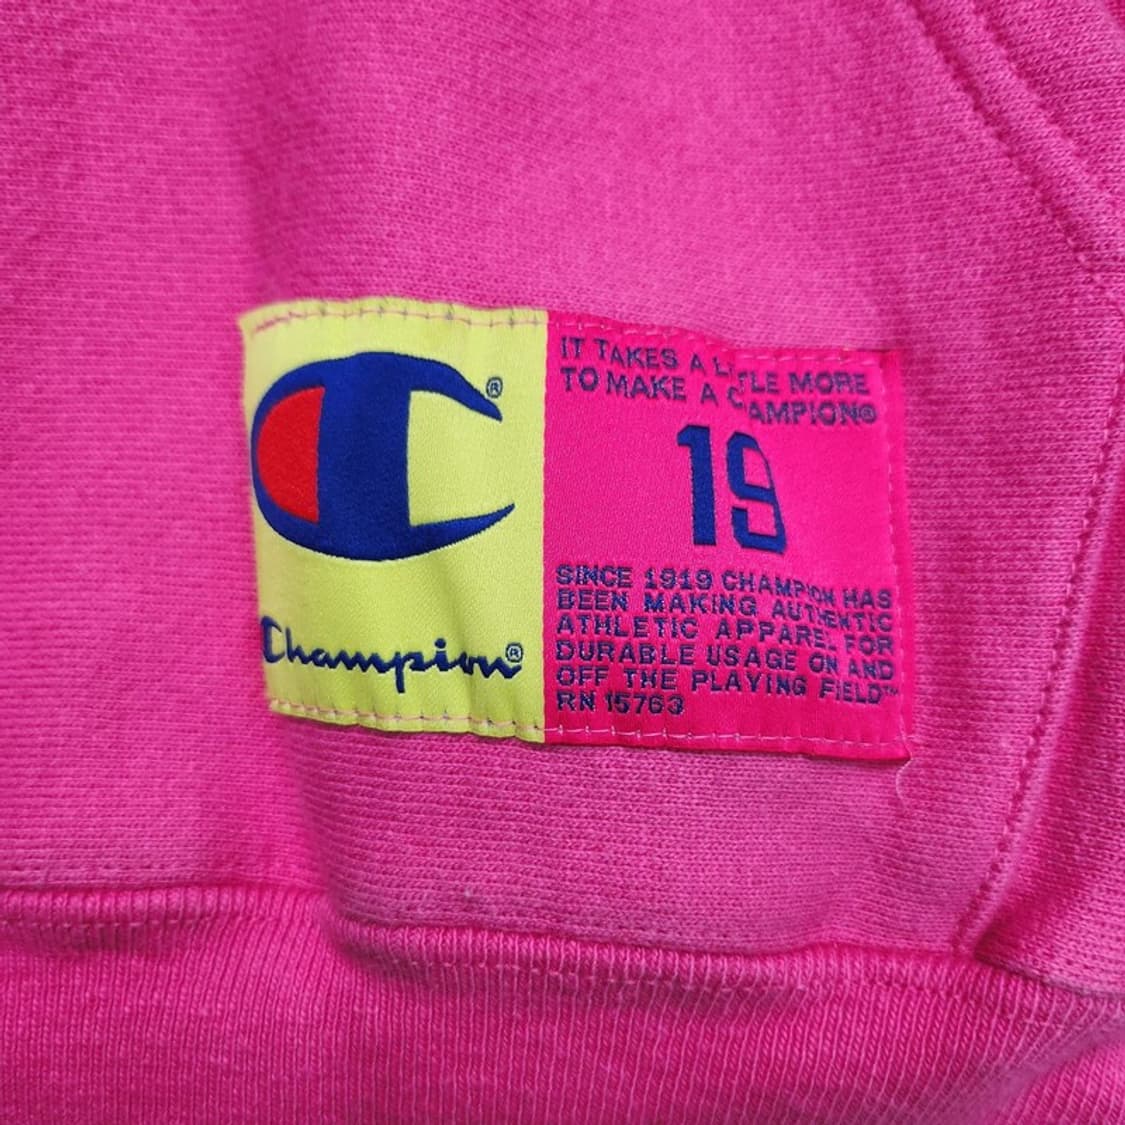 Champion®
IT TAKES A LITTLE MORE
TO MAKE A CHAMPION®
19
SINCE 1919 CHAMPION HAS
BEEN MAKING AUTHENTIC
ATHLETIC APPAREL FOR
DURABLE USAGE ON AND
OFF THE PLAYING FIELD™
RN 15763